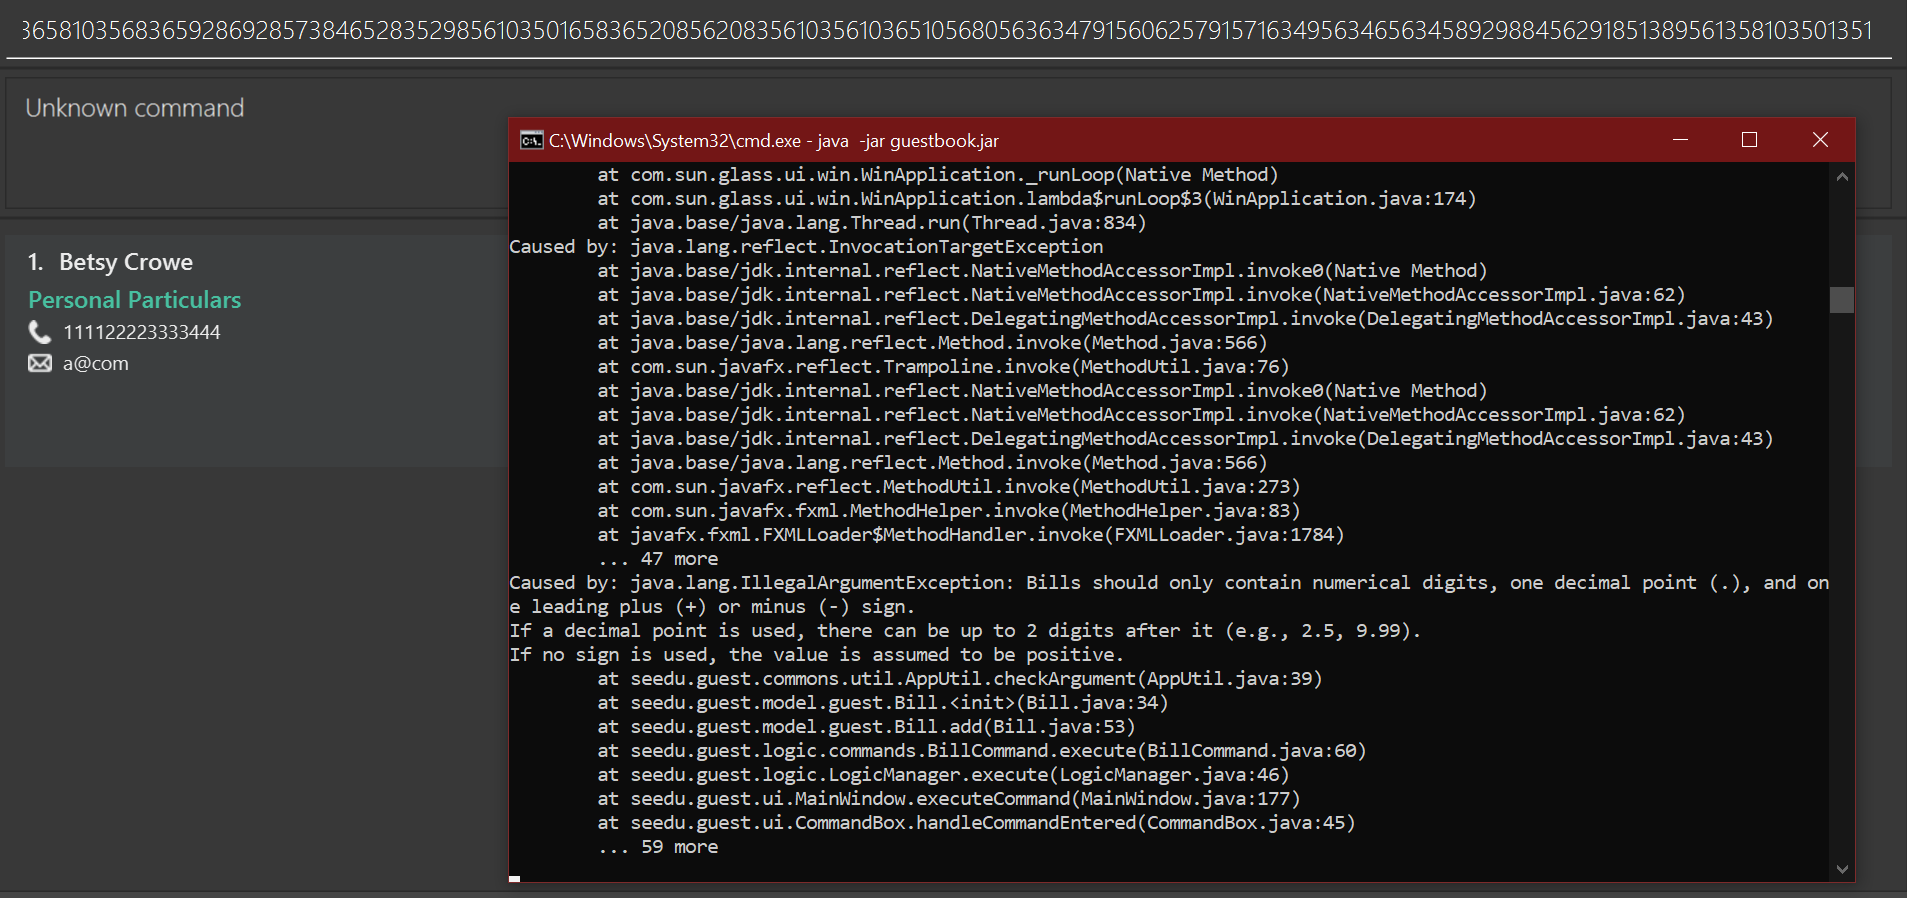 36581035683659286928573846528352985610350165836520856208356103561036510568056363479156062579157163495634656345892988456291851389561358103501351
Unknown command
C:\Windows\System32\cmd.exe - java  -jar guestbook.jar
at com.sun.glass.ui.win.WinApplication._runLoop(Native Method)
at com.sun.glass.ui.win.WinApplication.lambda$runLoop$3(WinApplication.java:174)
at java.base/java.lang.Thread.run(Thread.java:834)
Caused by: java.lang.reflect.InvocationTargetException
at java.base/jdk.internal.reflect.NativeMethodAccessorImpl.invoke0(Native Method)
at java.base/jdk.internal.reflect.NativeMethodAccessorImpl.invoke(NativeMethodAccessorImpl.java:62)
at java.base/jdk.internal.reflect.DelegatingMethodAccessorImpl.invoke(DelegatingMethodAccessorImpl.java:43)
at java.base/java.lang.reflect.Method.invoke(Method.java:566)
at com.sun.javafx.reflect.Trampoline.invoke(MethodUtil.java:76)
at java.base/jdk.internal.reflect.NativeMethodAccessorImpl.invoke0(Native Method)
at java.base/jdk.internal.reflect.NativeMethodAccessorImpl.invoke(NativeMethodAccessorImpl.java:62)
at java.base/jdk.internal.reflect.DelegatingMethodAccessorImpl.invoke(DelegatingMethodAccessorImpl.java:43)
at java.base/java.lang.reflect.Method.invoke(Method.java:566)
at com.sun.javafx.reflect.MethodUtil.invoke(MethodUtil.java:273)
at com.sun.javafx.fxml.MethodHelper.invoke(MethodHelper.java:83)
at javafx.fxml.FXMLLoader$MethodHandler.invoke(FXMLLoader.java:1784)
... 47 more
Caused by: java.lang.IllegalArgumentException: Bills should only contain numerical digits, one decimal point (.), and on
e leading plus (+) or minus (-) sign.
If a decimal point is used, there can be up to 2 digits after it (e.g., 2.5, 9.99).
If no sign is used, the value is assumed to be positive.
at seedu.guest.commons.util.AppUtil.checkArgument(AppUtil.java:39)
at seedu.guest.model.guest.Bill.<init>(Bill.java:34)
at seedu.guest.model.guest.Bill.add(Bill.java:53)
at seedu.guest.logic.commands.BillCommand.execute(BillCommand.java:60)
at seedu.guest.logic.LogicManager.execute(LogicManager.java:46)
at seedu.guest.ui.MainWindow.executeCommand(MainWindow.java:177)
at seedu.guest.ui.CommandBox.handleCommandEntered(CommandBox.java:45)
... 59 more
1. Betsy Crowe
Personal Particulars
111122223333444
a@com